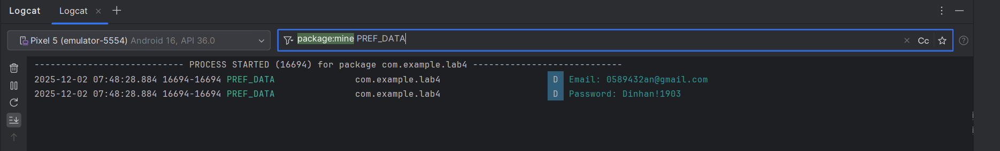 Logcat Logcat
Pixel 5 (emulator-5554) Android 16, API 36.0 package:mine PREF_DATA Cc
---------------------------- PROCESS STARTED (16694) for package com.example.lab4 ----------------------------
2025-12-02 07:48:28.884 16694-16694 PREF_DATA com.example.lab4 D Email: 0589432an@gmail.com
2025-12-02 07:48:28.884 16694-16694 PREF_DATA com.example.lab4 D Password: Dinhan!1903